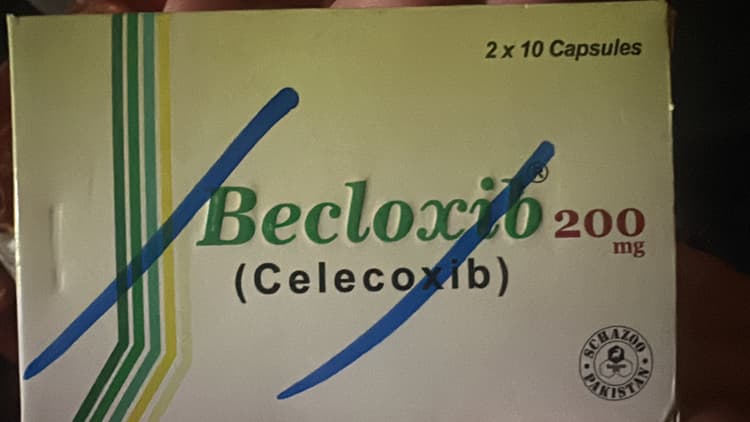 2 x 10 Capsules
Becloxib® 200
mg
(Celecoxib)
SCHAZOO
PAKISTAN